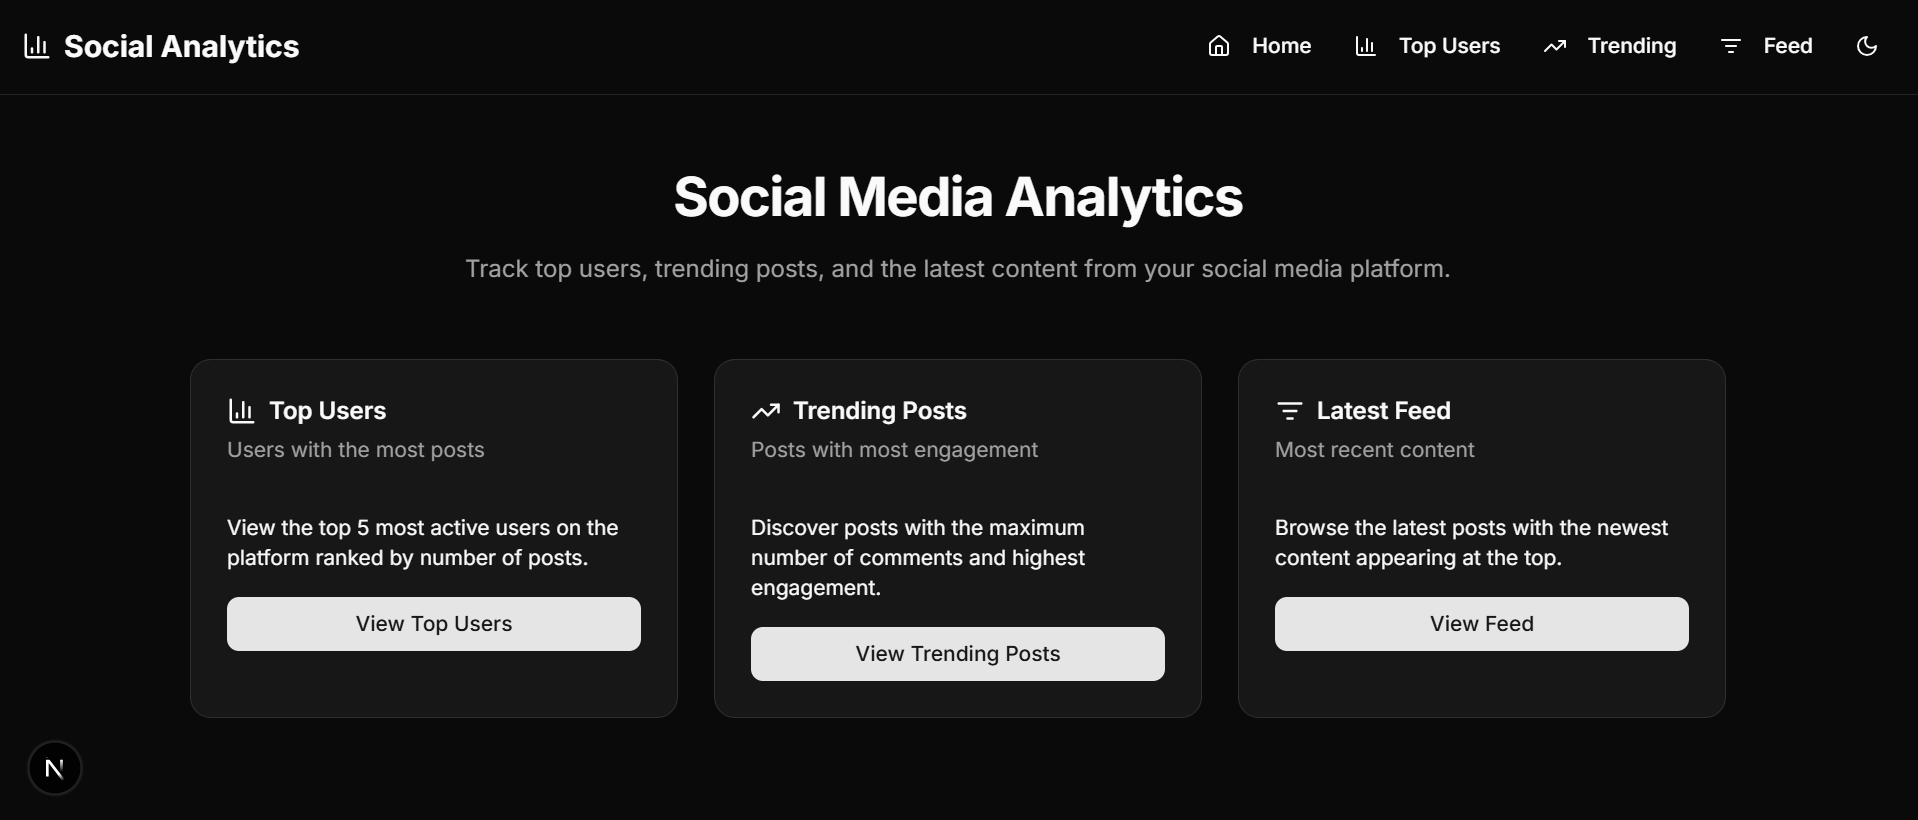 Social Analytics
Home
Top Users
Trending
Feed
Social Media Analytics
Track top users, trending posts, and the latest content from your social media platform.
Top Users
Users with the most posts
View the top 5 most active users on the
platform ranked by number of posts.
View Top Users
Trending Posts
Posts with most engagement
Discover posts with the maximum
number of comments and highest
engagement.
View Trending Posts
Latest Feed
Most recent content
Browse the latest posts with the newest
content appearing at the top.
View Feed
N